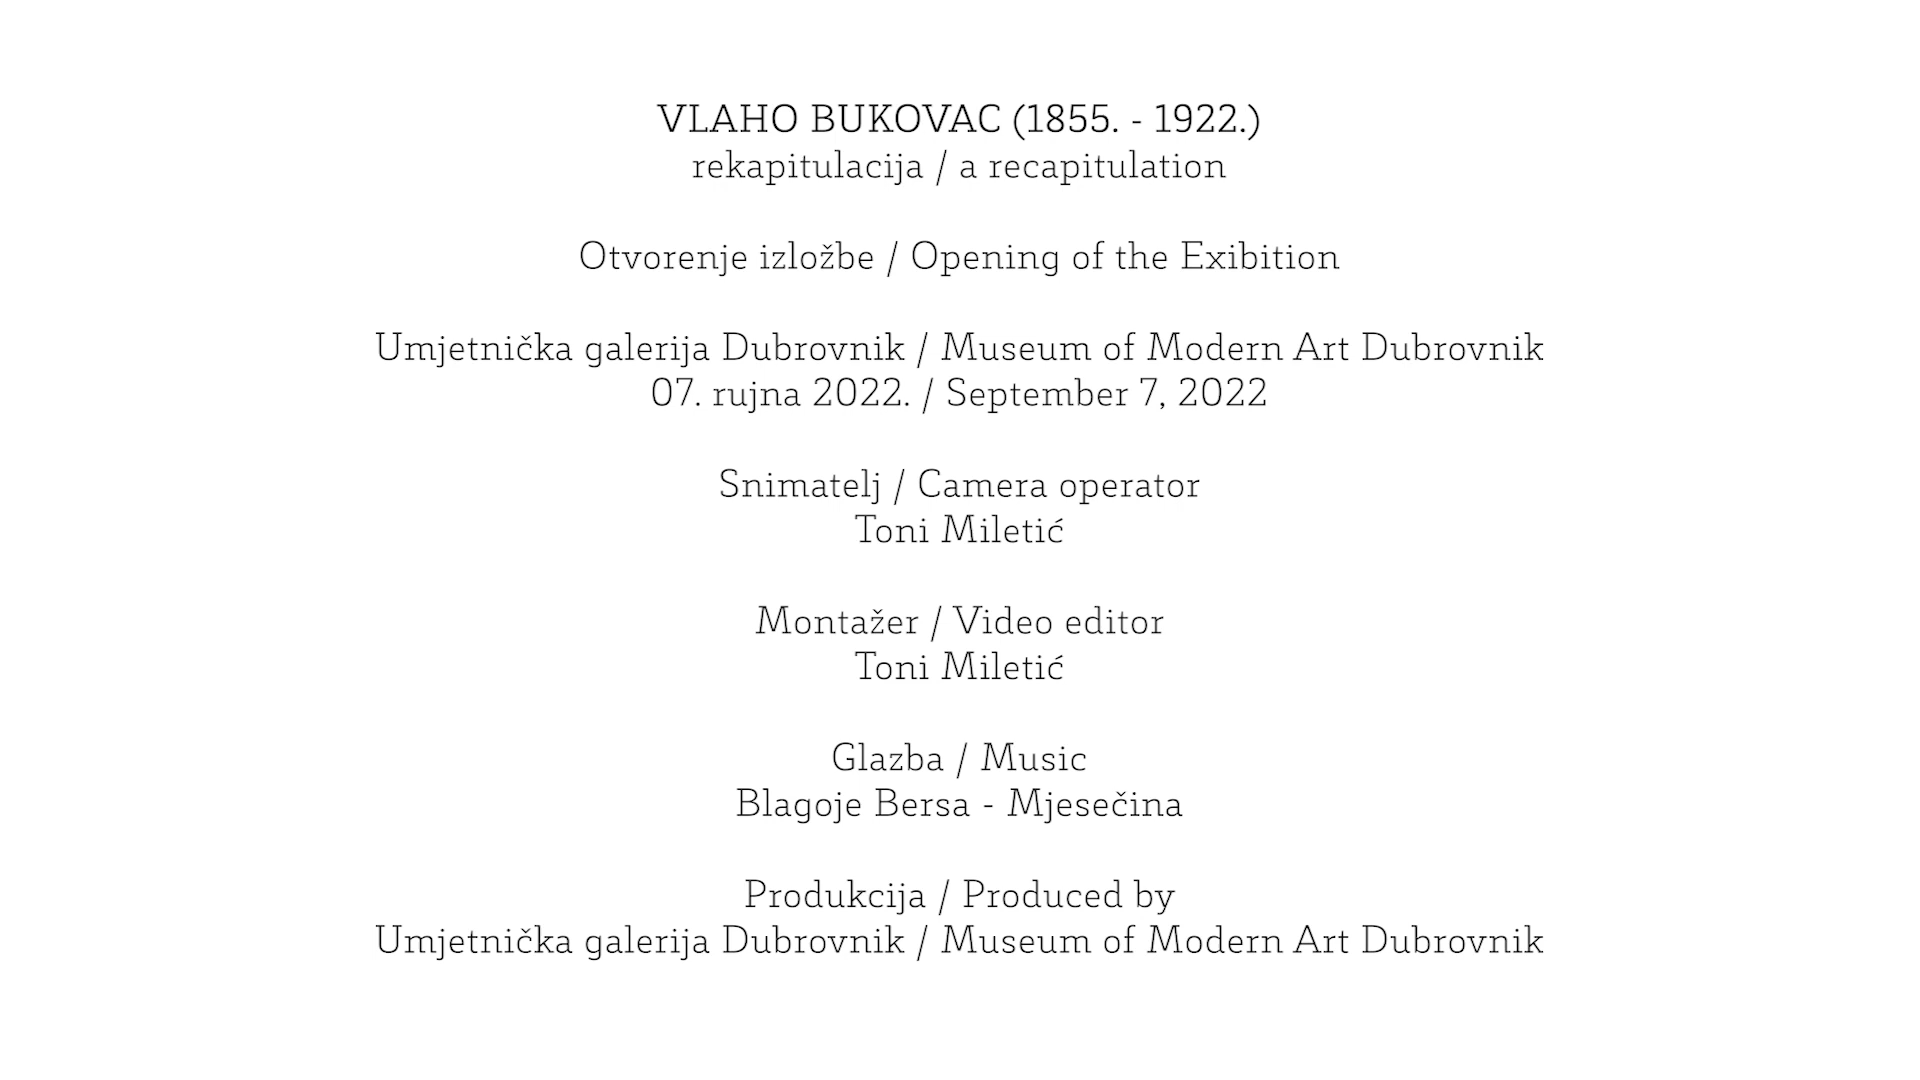 VLAHO BUKOVAC (1855. - 1922.)
rekapitulacija / a recapitulation
Otvorenje izložbe / Opening of the Exibition
Umjetnička galerija Dubrovnik / Museum of Modern Art Dubrovnik
07. rujna 2022. / September 7, 2022
Snimatelj / Camera operator
Toni Miletić
Montažer / Video editor
Toni Miletić
Glazba / Music
Blagoje Bersa - Mjesečina
Produkcija / Produced by
Umjetnička galerija Dubrovnik / Museum of Modern Art Dubrovnik